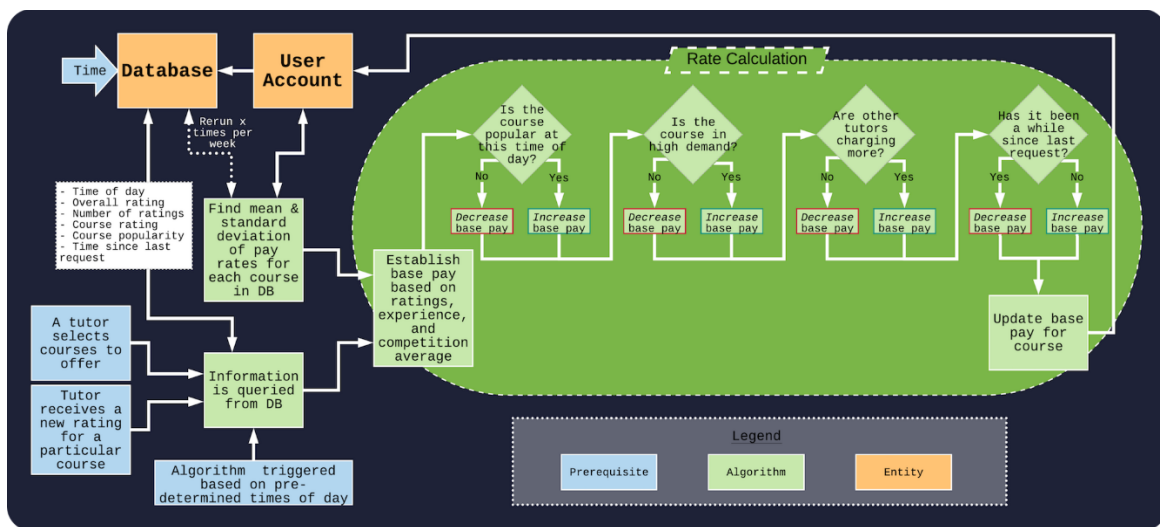 Time
Database
User
Account
Rate Calculation
Rerun x
times per
week
- Time of day
- Overall rating
- Number of ratings
- Course rating
- Course popularity
- Time since last
request
Find mean &
standard
deviation
of pay
rates for
each course
in DB
A tutor
selects
courses to
offer
Tutor
receives a
new rating
for a
particular
course
Information
is queried
from DB
Algorithm triggered
based on pre-
determined times of day
Establish
base pay
based on
ratings,
experience,
and
competition
average
Is the
course
popular at
this time of
day?
No
Yes
Decrease
base pay
Increase
base pay
Is the
course in
high demand?
No
Yes
Decrease
base pay
Increase
base pay
Are other
tutors
charging
more?
No
Yes
Decrease
base pay
Increase
base pay
Has it been
a while
since last
request?
Yes
No
Decrease
base pay
Increase
base pay
Update base
pay for
course
Legend
Prerequisite
Algorithm
Entity